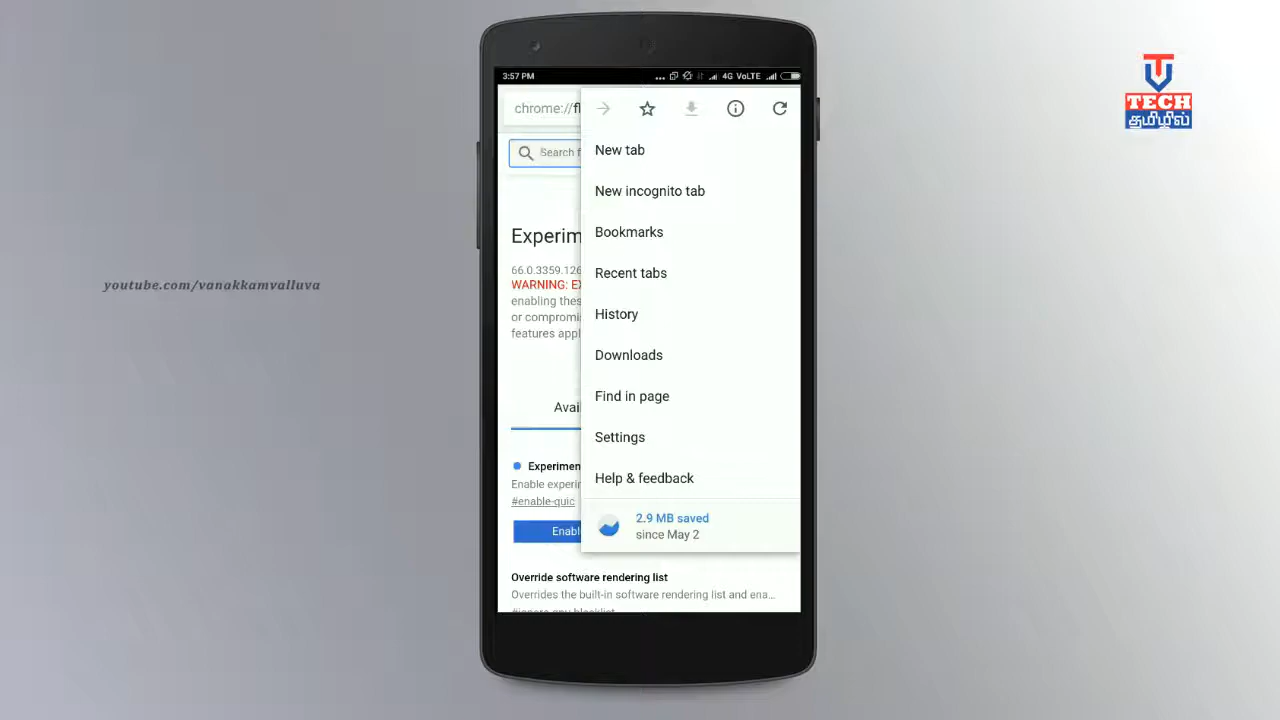 3:57 PM
4G VoLTE
TECH
தமிழில்
chrome://fl
Search f
New tab
New incognito tab
Bookmarks
Experim
Recent tabs
66.0.3359.126
WARNING: EX
youtube.com/vanakkamvalluva
enabling thes
History
or compromis
features appl
Downloads
Find in page
Avai
Settings
Experimen
Help & feedback
Enable experim
#enable-quic
2.9 MB saved
since May 2
Enabl
Override software rendering list
Overrides the built-in software rendering list and ena...